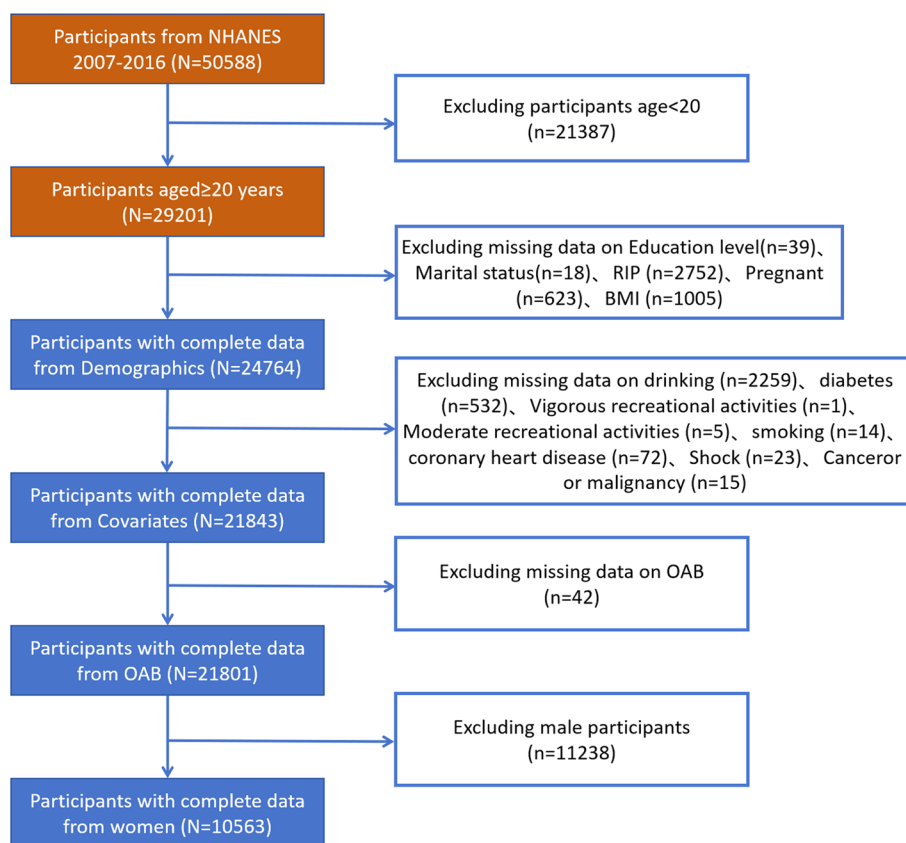 Participants from NHANES
2007-2016 (N=50588)
Excluding participants age<20
(n=21387)
Participants aged≥20 years
(N=29201)
Excluding missing data on Education level(n=39)、
Marital status(n=18)、 RIP (n=2752)、 Pregnant
(n=623)、 BMI (n=1005)
Participants with complete data
from Demographics (N=24764)
Excluding missing data on drinking (n=2259)、 diabetes
(n=532)、 Vigorous recreational activities (n=1)、
Moderate recreational activities (n=5)、 smoking (n=14)、
coronary heart disease (n=72)、 Shock (n=23)、 Canceror
or malignancy (n=15)
Participants with complete data
from Covariates (N=21843)
Excluding missing data on OAB
(n=42)
Participants with complete data
from OAB (N=21801)
Excluding male participants
(n=11238)
Participants with complete data
from women (N=10563)